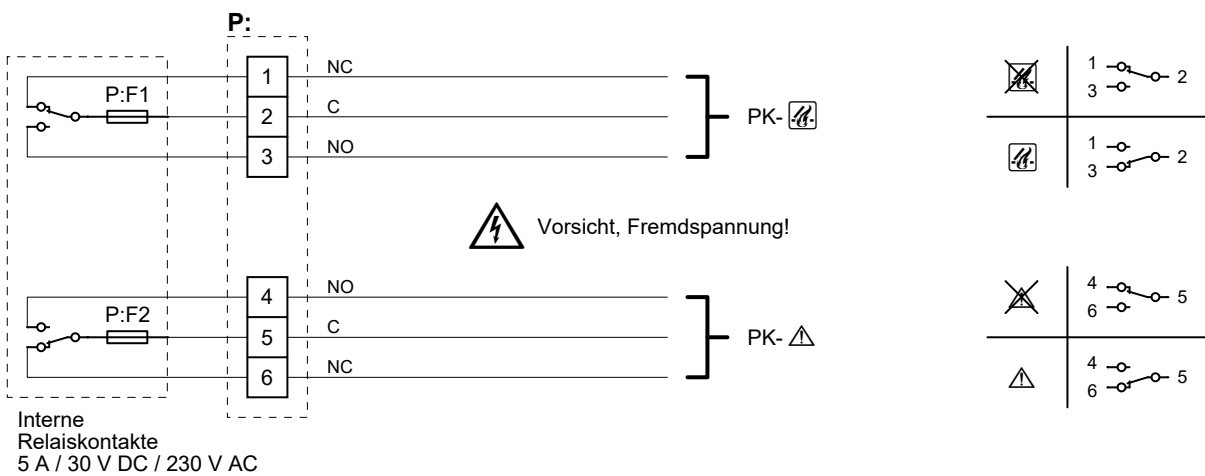 P:
1 NC
P:F1
2 C
3 NO
PK-
1 2
3
1 2
3
Vorsicht, Fremdspannung!
4 NO
P:F2
5 C
6 NC
PK-
4 5
6
4 5
6
Interne
Relaiskontakte
5 A / 30 V DC / 230 V AC